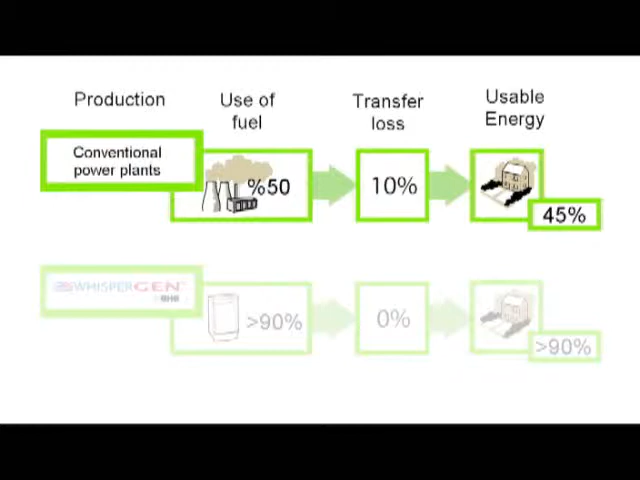 Production
Use of
fuel
Transfer
loss
Usable
Energy
Conventional
power plants
%50
10%
45%
WHISPERGEN
>90%
0%
>90%